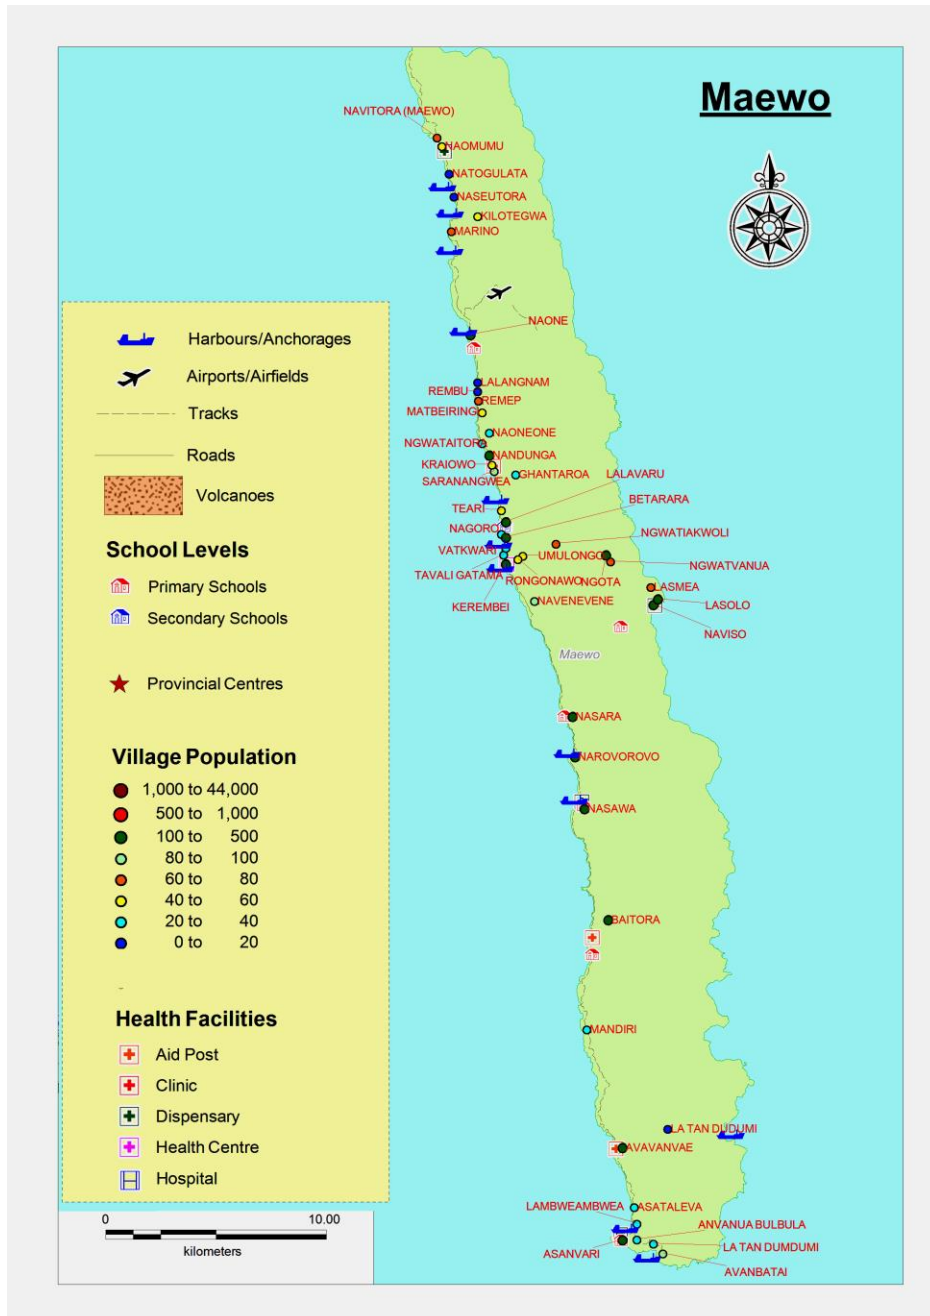 Maewo
NAVITORA (MAEWO)
NAOMUMU
NATOGULATA
NASEUTORA
KILOTEGWA
MARINO
NAONE
LALANGNAM
REMBU
REMEP
MATBEIRINGI
NAONEONE
NGWATAITORA
NANDUNGA
KRAIOWO
LALAVARU
GHANTAROA
SARANANGWEA
BETARARA
TEARI
NAGORO
NGWATIAKWOLI
VATKWARI
UMULONGO
NGWATVANUA
TAVALI GATAMA
RONGONAWO
NGOTA
LASMEA
KEREMBEI
NAVENEVENE
LASOLO
NAVISO
Maewo
NASARA
NAROVOROVO
NASAWA
BAITORA
MANDIRI
LA TAN DUDUMI
AVAVANVAE
LAMBWEAMBWEA
ASATALEVA
ANVANUA BULBULA
ASANVARI
LA TAN DUMDUMI
AVANBATAI
Harbours/Anchorages
Airports/Airfields
Tracks
Roads
Volcanoes
School Levels
Primary Schools
Secondary Schools
Provincial Centres
Village Population
1,000 to 44,000
500 to 1,000
100 to 500
80 to 100
60 to 80
40 to 60
20 to 40
0 to 20
Health Facilities
Aid Post
Clinic
Dispensary
Health Centre
Hospital
0 10.00
kilometers